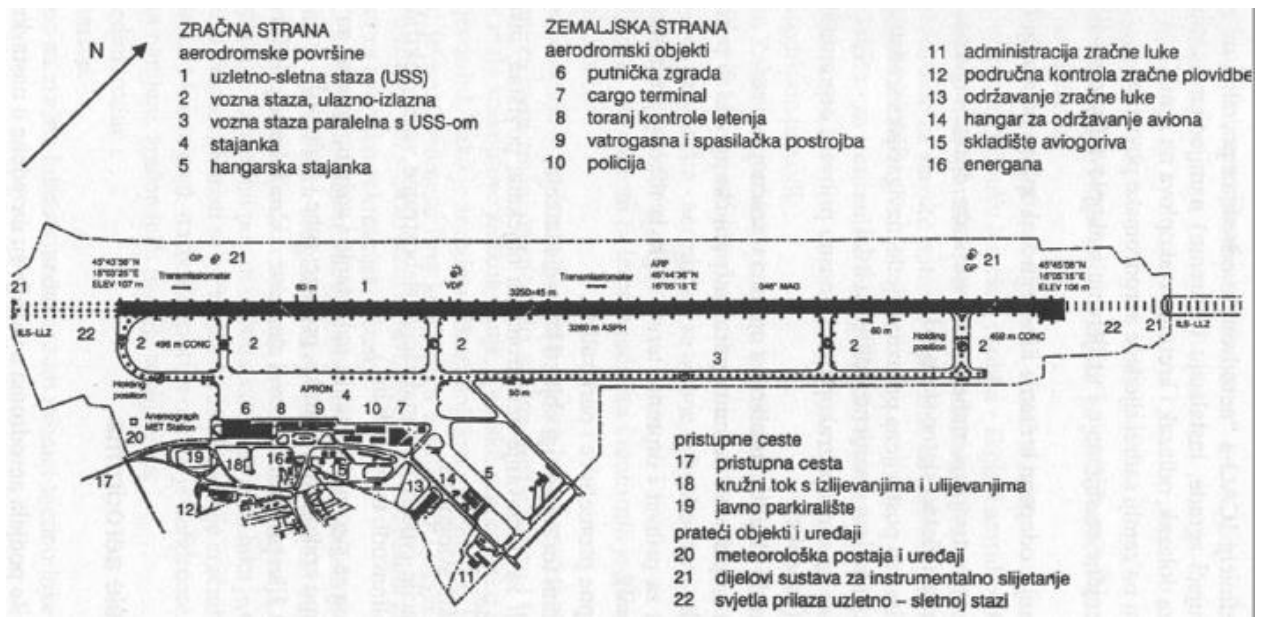 N
ZRAČNA STRANA
aerodromske površine
1 uzletno-sletna staza (USS)
2 vozna staza, ulazno-izlazna
3 vozna staza paralelna s USS-om
4 stajanka
5 hangarska stajanka
ZEMALJSKA STRANA
aerodromski objekti
6 putnička zgrada
7 cargo terminal
8 toranj kontrole letenja
9 vatrogasna i spasilačka postrojba
10 policija
11 administracija zračne luke
12 područna kontrola zračne plovidbe
13 održavanje zračne luke
14 hangar za održavanje aviona
15 skladište aviogoriva
16 energana
GP 21
ELEV 107 m
Transmissometer
60 m
1
VDF
3250×45 m
Transmissometer
ARP
046° MAG
GP
21
ELEV 106 m
21
ILS-LLZ
22
2
496 m CONC
2
2
3260 m ASPH
3
60 m
2
Holding position
2
459 m CONC
22
21
ILS-LLZ
Holding position
Anemograph
MET Station
20
APRON 4
6 8 9 10 7
50 m
17
19
18
16
15
12
13
14
5
11
pristupne ceste
17 pristupna cesta
18 kružni tok s izlijevanjima i ulijevanjima
19 javno parkiralište
prateći objekti i uređaji
20 meteorološka postaja i uređaji
21 dijelovi sustava za instrumentalno slijetanje
22 svjetla prilaza uzletno – sletnoj stazi